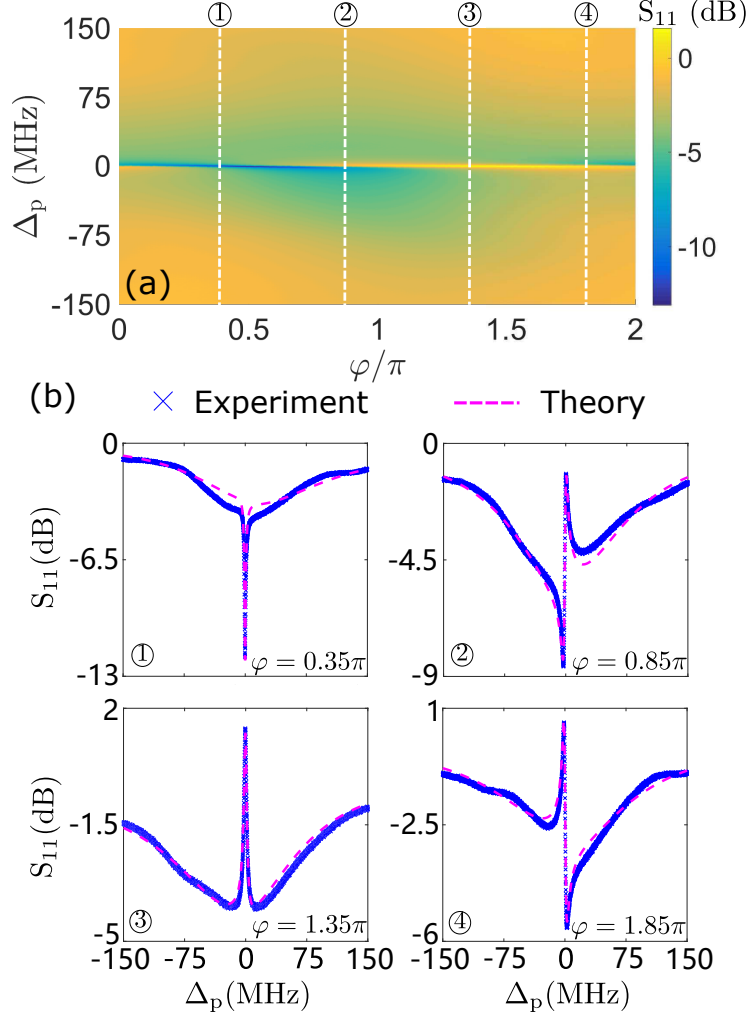 ① ② ③ ④ S₁₁ (dB)
150
75
0
-75
-150
Δₚ (MHz)
(a)
0
-5
-10
0 0.5 1 1.5 2
φ/π
(b) × Experiment Theory
0
-6.5
-13
S₁₁(dB)
① φ = 0.35π
0
-4.5
-9
② φ = 0.85π
2
-1.5
-5
S₁₁(dB)
③ φ = 1.35π
-150 -75 0 75 150
Δₚ(MHz)
1
-2.5
-6
④ φ = 1.85π
-150 -75 0 75 150
Δₚ(MHz)